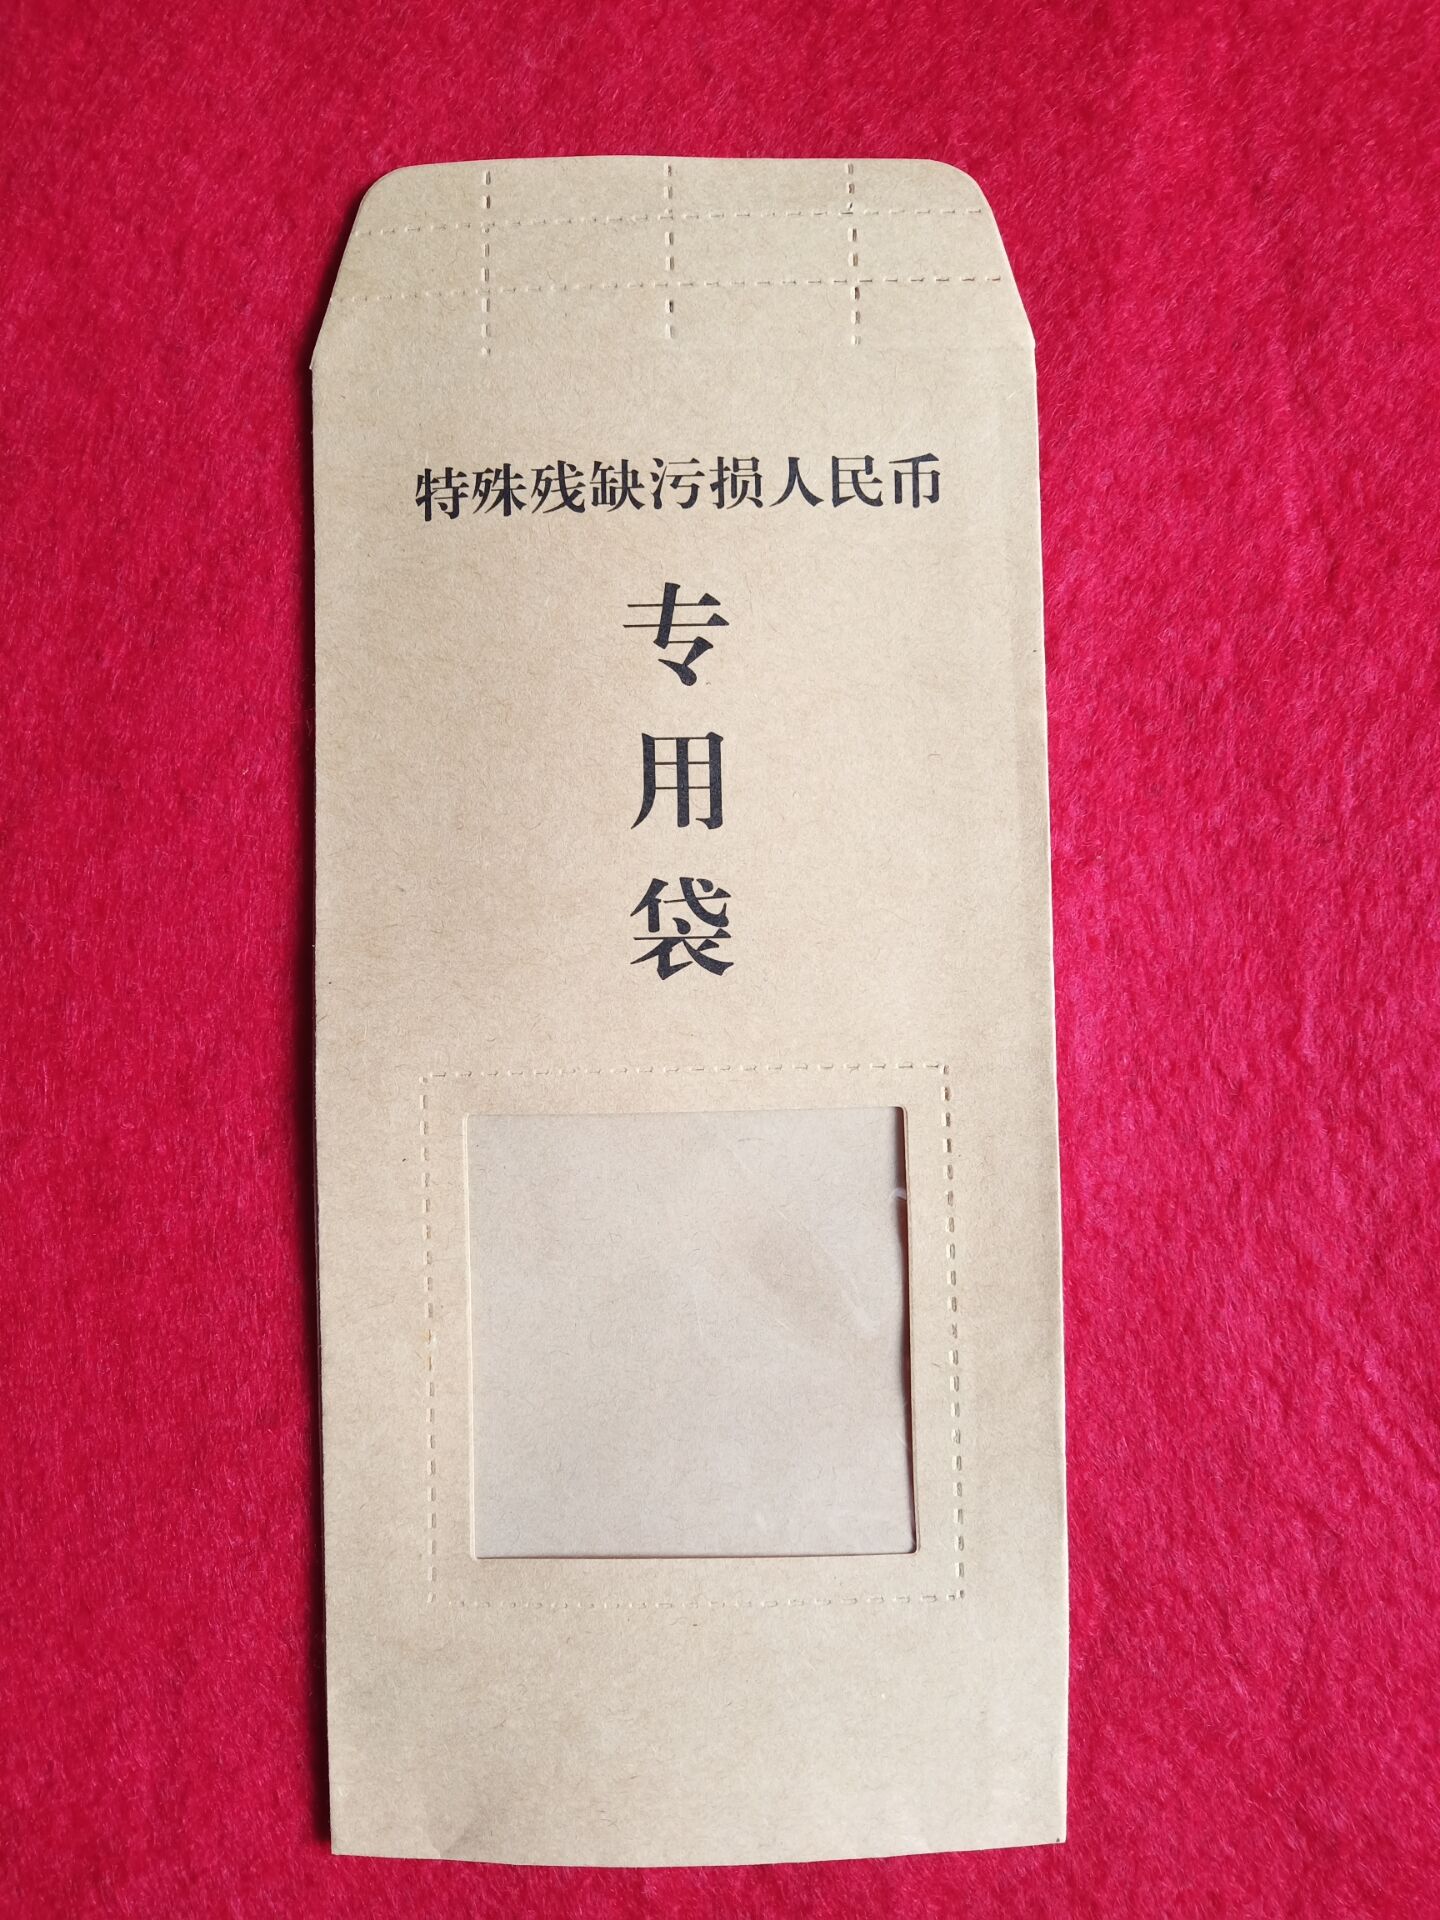 特殊残缺污损人民币
专
用
袋